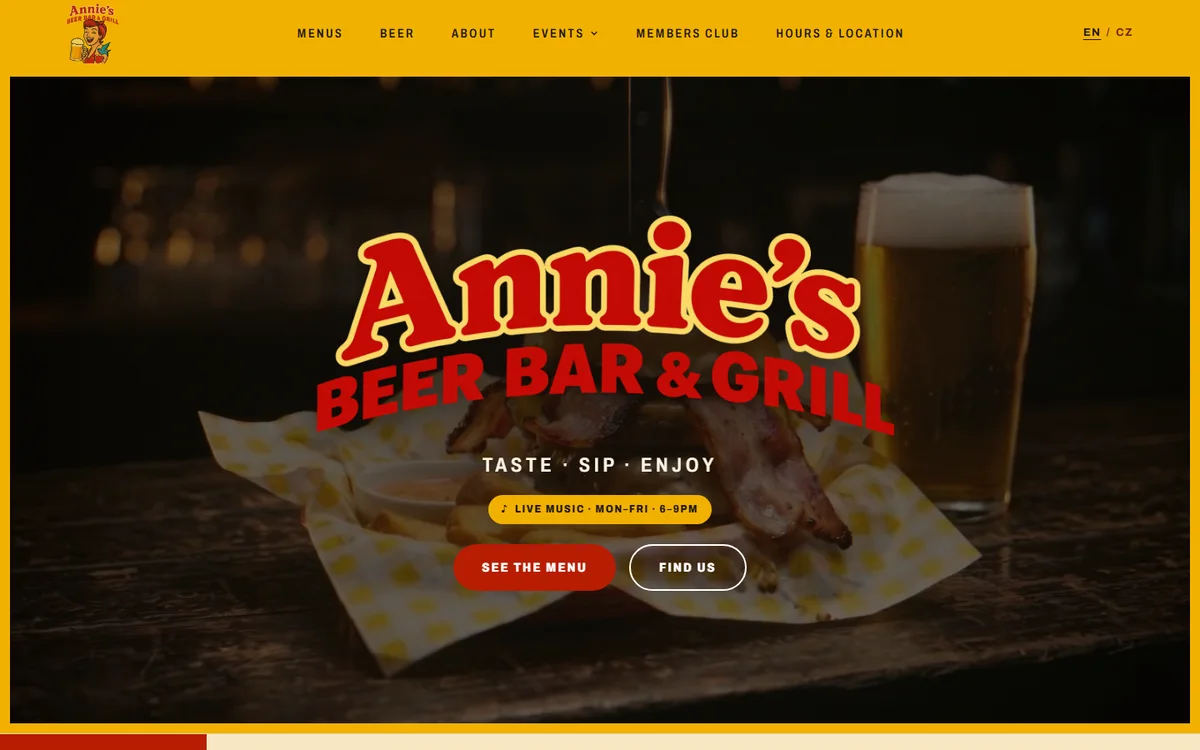 Annie's
BEER BAR & GRILL
MENUS
BEER
ABOUT
EVENTS
MEMBERS CLUB
HOURS & LOCATION
EN / CZ
Annie's
BEER BAR & GRILL
TASTE · SIP · ENJOY
♪ LIVE MUSIC · MON–FRI · 6–9PM
SEE THE MENU
FIND US